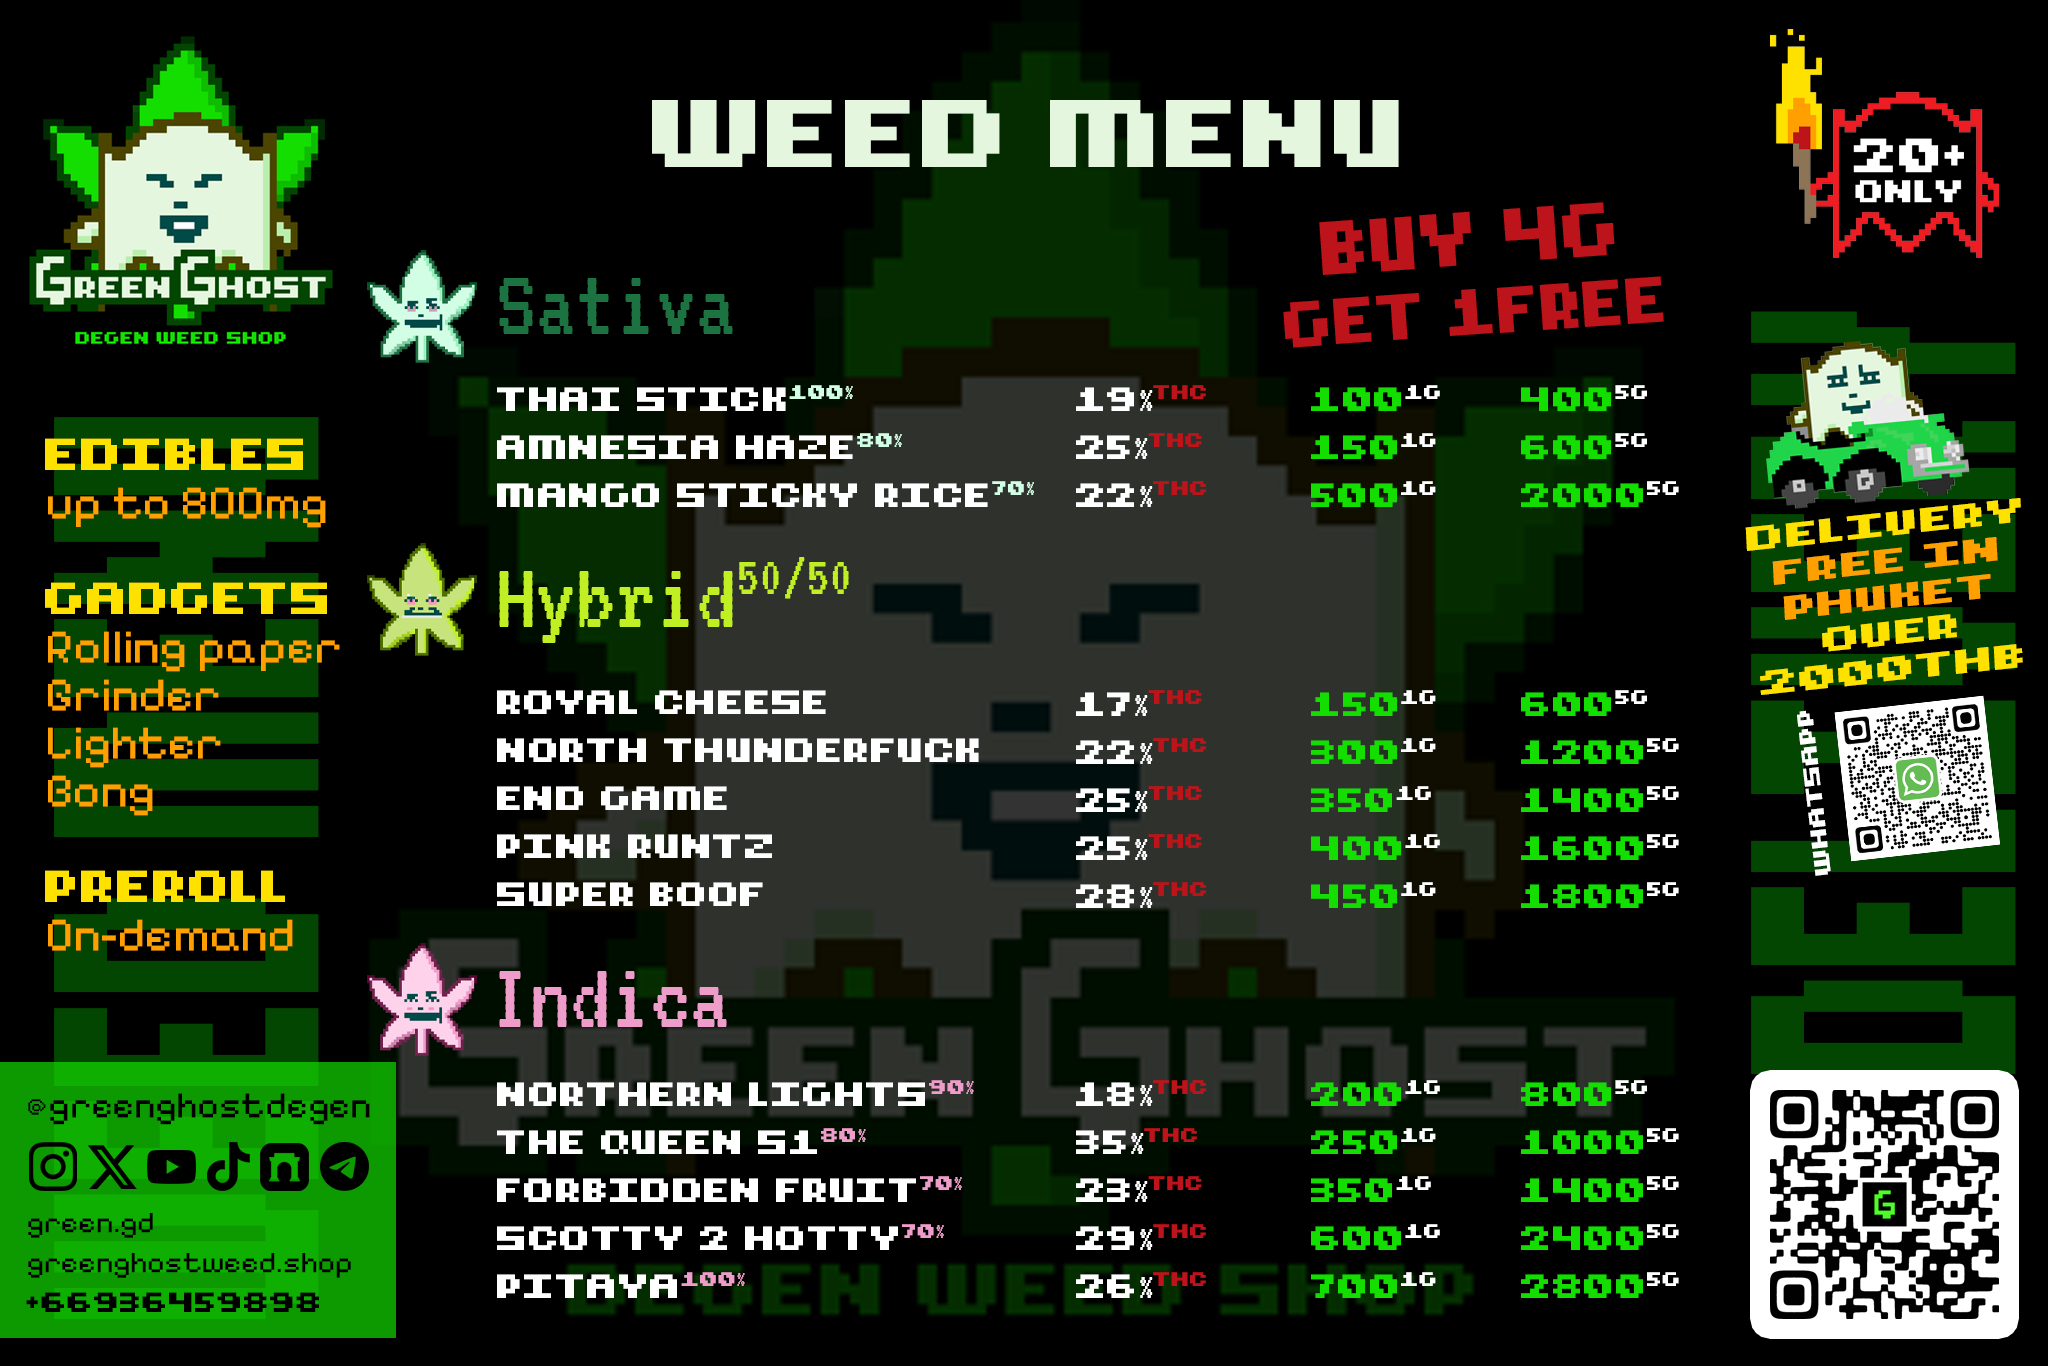 GREEN GHOST
DEGEN WEED SHOP
WEED MENU
20+
ONLY
BUY 4G
GET 1FREE
Sativa
THAI STICK100% 19%THC 1001G 4005G
AMNESIA HAZE80% 25%THC 1501G 6005G
MANGO STICKY RICE70% 22%THC 5001G 20005G
Hybrid50/50
ROYAL CHEESE 17%THC 1501G 6005G
NORTH THUNDERFUCK 22%THC 3001G 12005G
END GAME 25%THC 3501G 14005G
PINK RUNTZ 25%THC 4001G 16005G
SUPER BOOF 28%THC 4501G 18005G
Indica
NORTHERN LIGHTS90% 18%THC 2001G 8005G
THE QUEEN S180% 35%THC 2501G 10005G
FORBIDDEN FRUIT70% 23%THC 3501G 14005G
SCOTTY 2 HOTTY70% 29%THC 6001G 24005G
PITAYA100% 26%THC 7001G 28005G
GREEN GHOST
DEGEN WEED SHOP
EDIBLES
up to 800mg
GADGETS
Rolling paper
Grinder
Lighter
Bong
PREROLL
On-demand
@greenghostdegen
green.gd
greenghostweed.shop
+66936459898
DELIVERY
FREE IN
PHUKET
OVER
2000THB
WHATSAPP
G